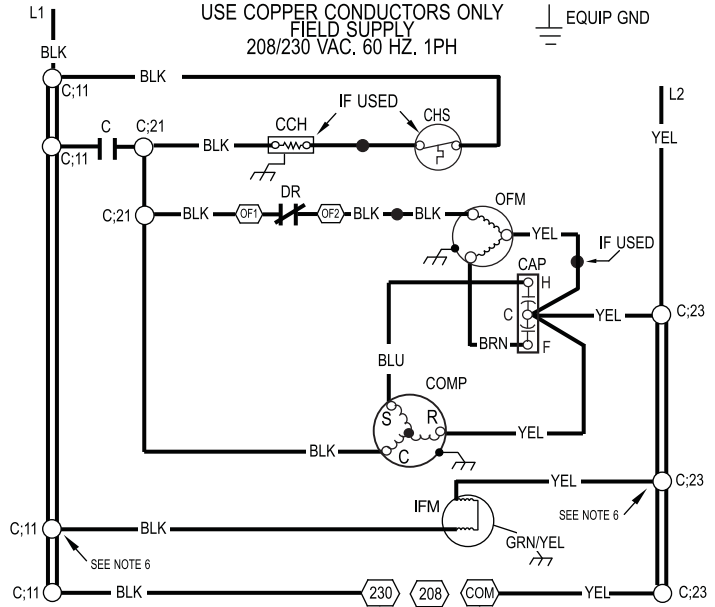 USE COPPER CONDUCTORS ONLY
FIELD SUPPLY
208/230 VAC. 60 HZ. 1PH
EQUIP GND
L1
BLK
C;11
BLK
L2
YEL
C;11
C
C;21
BLK
CCH
IF USED
CHS
C;21
BLK
OF1
DR
OF2
BLK
BLK
OFM
YEL
IF USED
CAP
H
C
F
YEL
C;23
BRN
BLU
COMP
S
R
C
YEL
BLK
YEL
C;23
SEE NOTE 6
IFM
GRN/YEL
C;11
BLK
SEE NOTE 6
C;11
BLK
230
208
COM
YEL
C;23